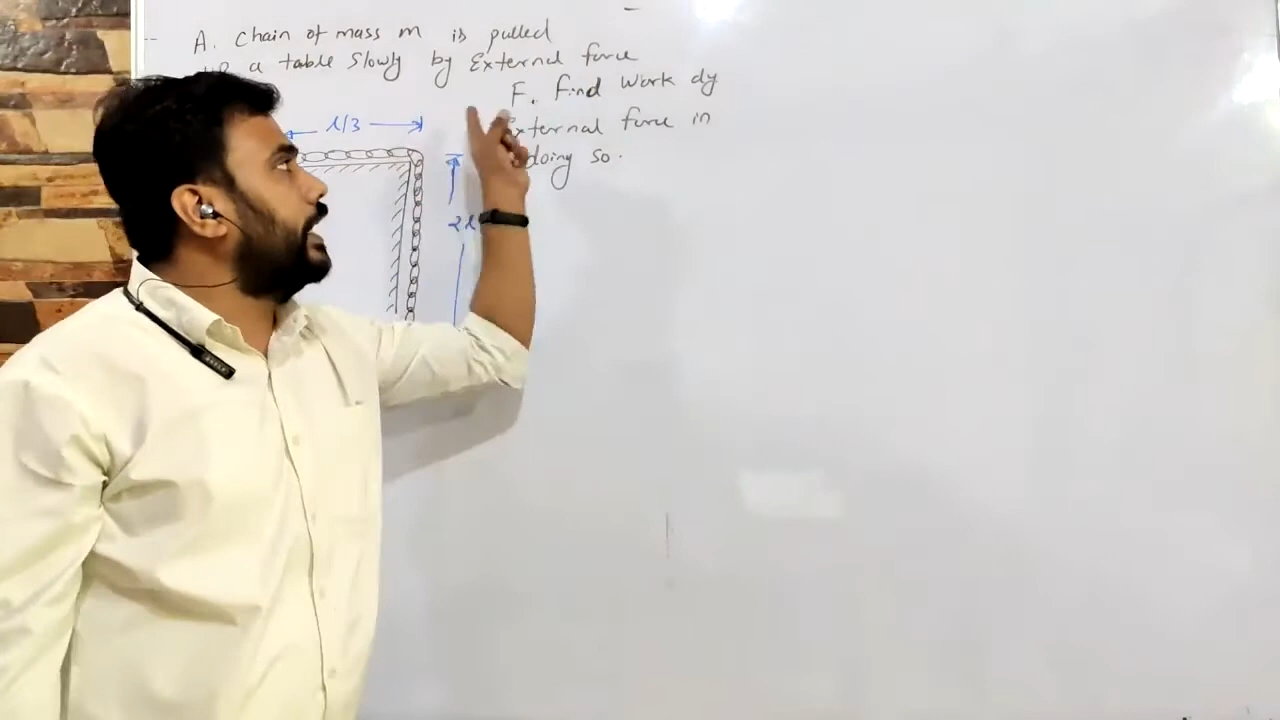 A. Chain of mass m is pulled
UP a table slowly by External force
F. Find work dy
External force in
doing so.
l/3
2l